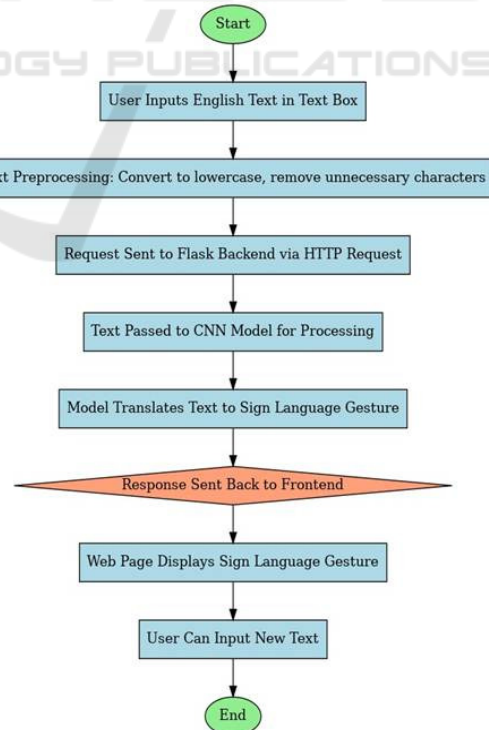 Start
OGY PUBLICATIONS
User Inputs English Text in Text Box
xt Preprocessing: Convert to lowercase, remove unnecessary characters
Request Sent to Flask Backend via HTTP Request
Text Passed to CNN Model for Processing
Model Translates Text to Sign Language Gesture
Response Sent Back to Frontend
Web Page Displays Sign Language Gesture
User Can Input New Text
End